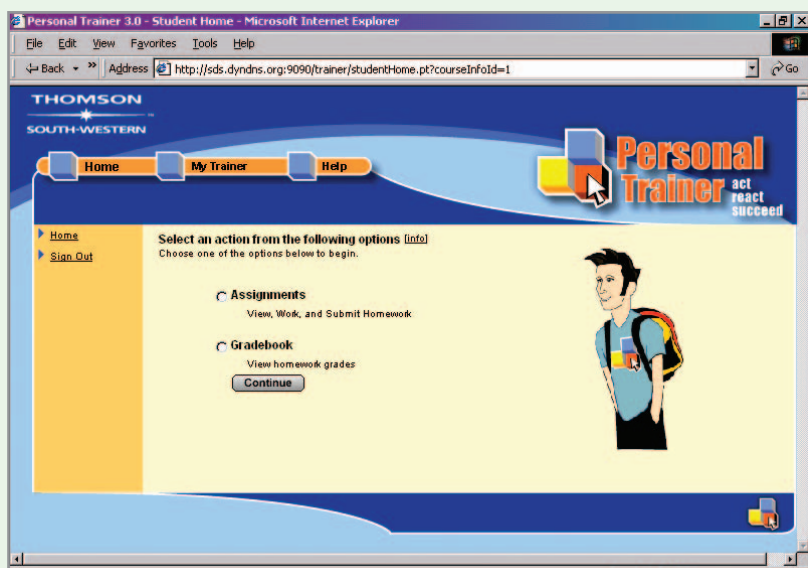 Personal Trainer 3.0 - Student Home - Microsoft Internet Explorer
File Edit View Favorites Tools Help
Back » Address http://sds.dyndns.org:9090/trainer/studentHome.pt?courseInfoId=1 Go
THOMSON
SOUTH-WESTERN
Home My Trainer Help
Personal
Trainer act
react
succeed
Home
Sign Out
Select an action from the following options [info]
Choose one of the options below to begin.
Assignments
View, Work, and Submit Homework
Gradebook
View homework grades
Continue